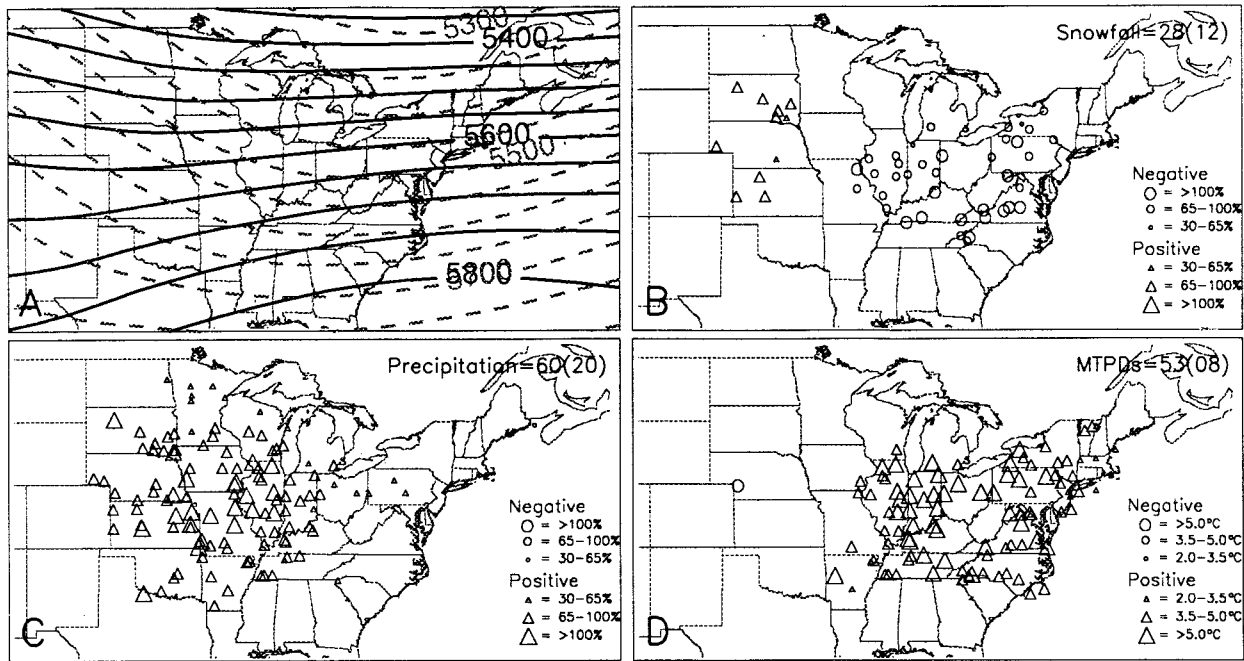 5300
5400
5600
5500
5800
A
Snowfall=28(12)
Negative
= >100%
= 65-100%
= 30-65%
Positive
= 30-65%
= 65-100%
= >100%
B
Precipitation=60(20)
Negative
= >100%
= 65-100%
= 30-65%
Positive
= 30-65%
= 65-100%
= >100%
C
MTPDs=53(08)
Negative
= >5.0°C
= 3.5-5.0°C
= 2.0-3.5°C
Positive
= 2.0-3.5°C
= 3.5-5.0°C
= >5.0°C
D